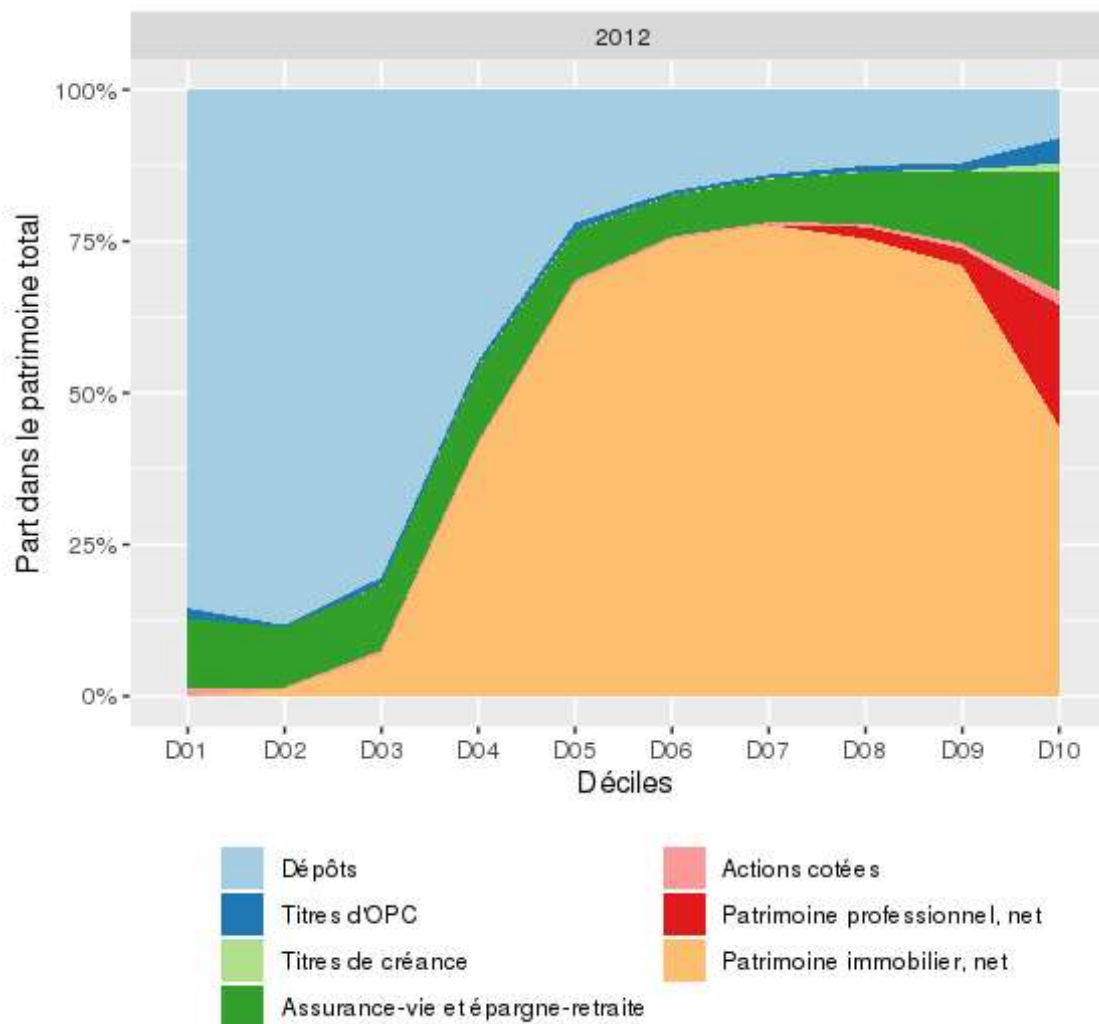 2012
Part dans le patrimoine total
100%
75%
50%
25%
0%
D01 D02 D03 D04 D05 D06 D07 D08 D09 D10
Déciles
Dépôts
Titres d'OPC
Titres de créance
Assurance-vie et épargne-retraite
Actions cotées
Patrimoine professionnel, net
Patrimoine immobilier, net